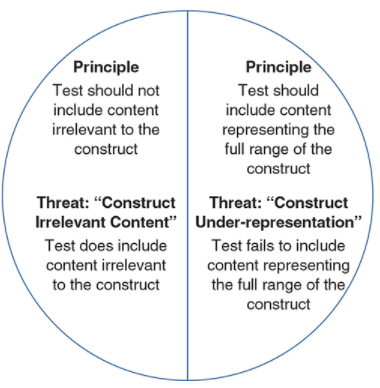 Principle
Test should not
include content
irrelevant to the
construct
Threat: “Construct
Irrelevant Content”
Test does include
content irrelevant
to the construct
Principle
Test should
include content
representing the
full range of the
construct
Threat: “Construct
Under-representation”
Test fails to include
content representing
the full range of the
construct